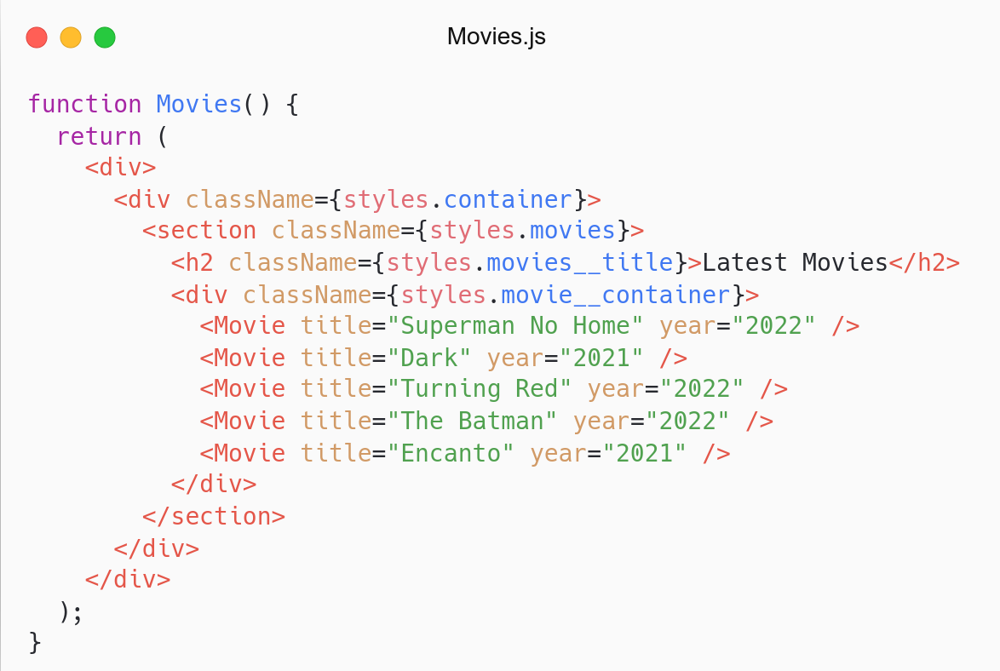 Movies.js
function Movies() {
  return (
    <div>
      <div className={styles.container}>
        <section className={styles.movies}>
          <h2 className={styles.movies__title}>Latest Movies</h2>
          <div className={styles.movie__container}>
            <Movie title="Superman No Home" year="2022" />
            <Movie title="Dark" year="2021" />
            <Movie title="Turning Red" year="2022" />
            <Movie title="The Batman" year="2022" />
            <Movie title="Encanto" year="2021" />
          </div>
        </section>
      </div>
    </div>
  );
}